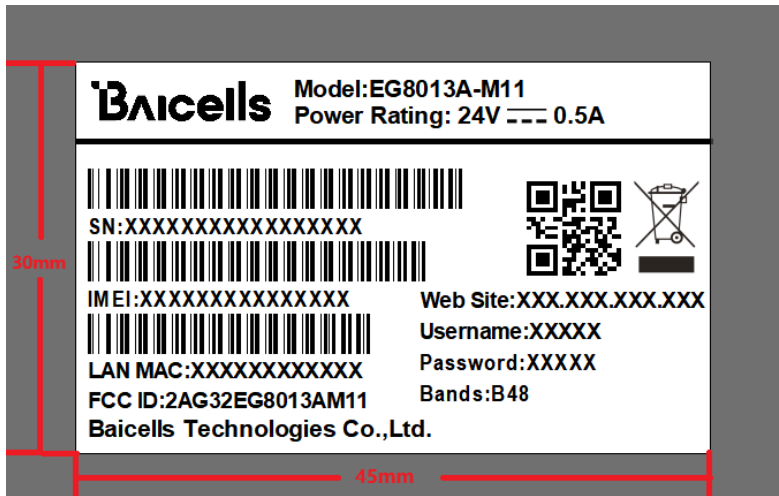 BAICELLS
Model:EG8013A-M11
Power Rating: 24V 0.5A
SN:XXXXXXXXXXXXXXXXX
IMEI:XXXXXXXXXXXXXXX
LAN MAC:XXXXXXXXXXXX
FCC ID:2AG32EG8013AM11
Baicells Technologies Co.,Ltd.
Web Site:XXX.XXX.XXX.XXX
Username:XXXXX
Password:XXXXX
Bands:B48
30mm
45mm